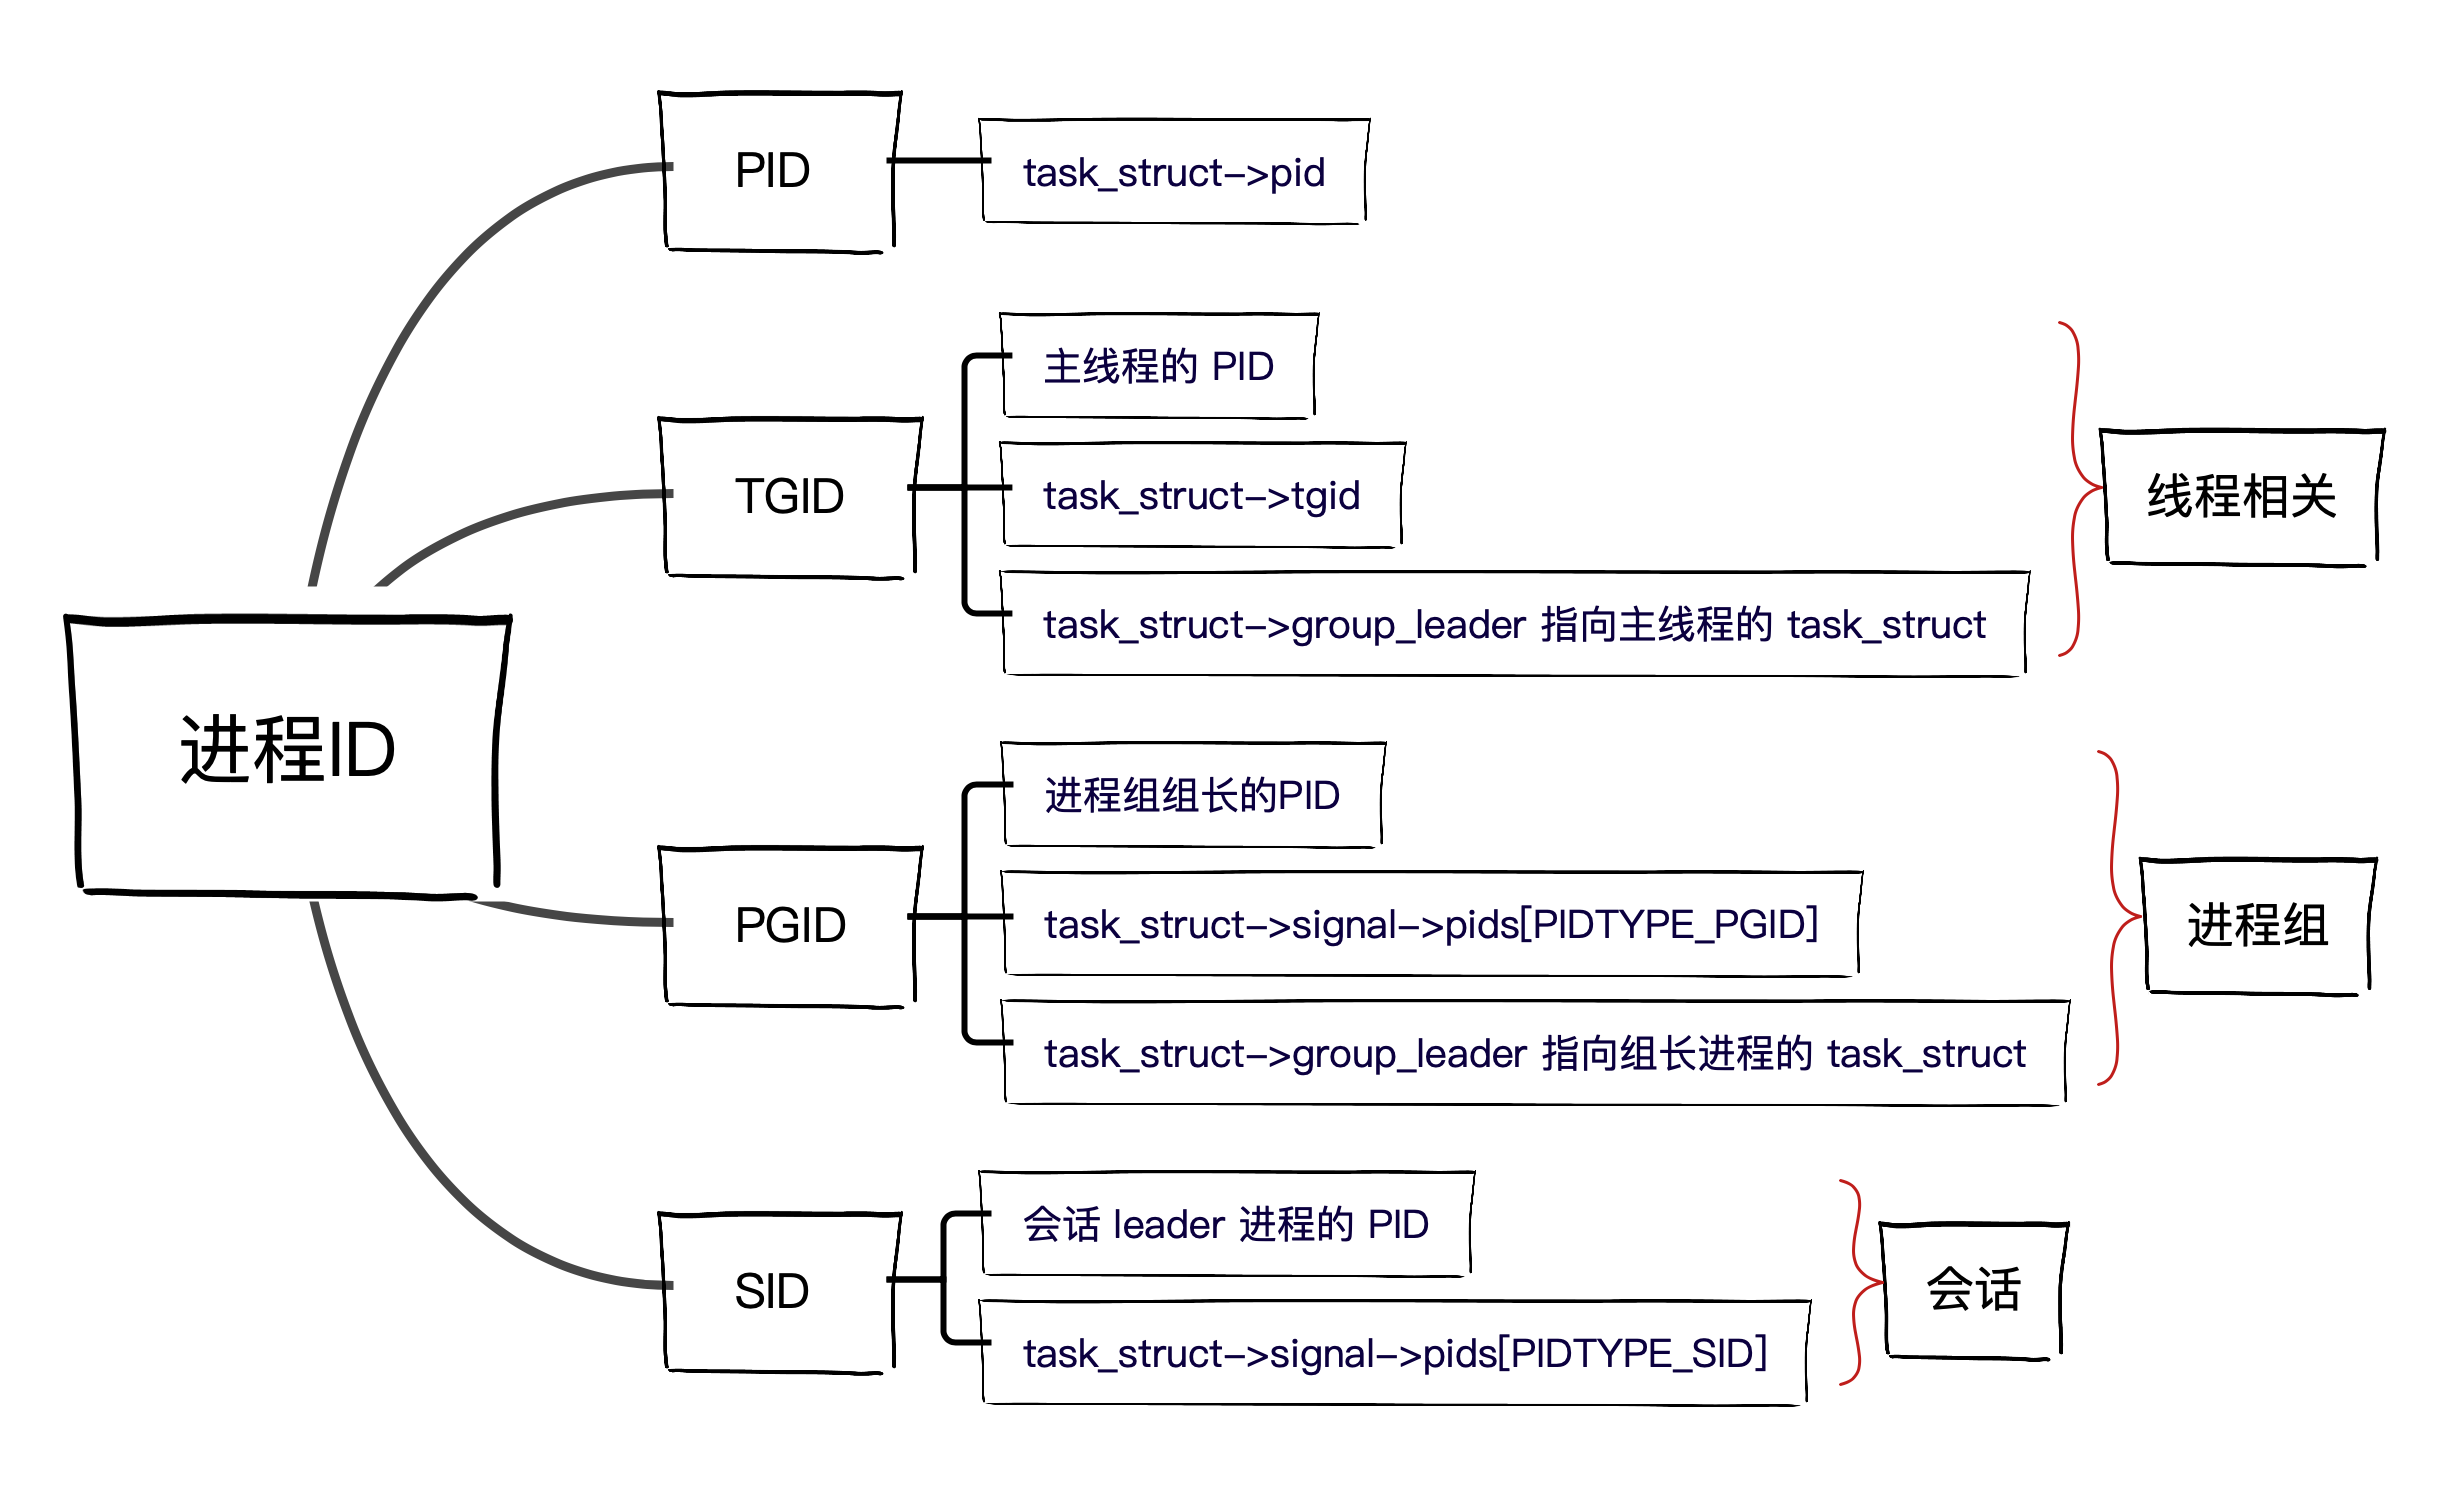 进程ID
PID
task_struct->pid
TGID
主线程的 PID
task_struct->tgid
task_struct->group_leader 指向主线程的 task_struct
线程相关
PGID
进程组组长的PID
task_struct->signal->pids[PIDTYPE_PGID]
task_struct->group_leader 指向组长进程的 task_struct
进程组
SID
会话 leader 进程的 PID
task_struct->signal->pids[PIDTYPE_SID]
会话